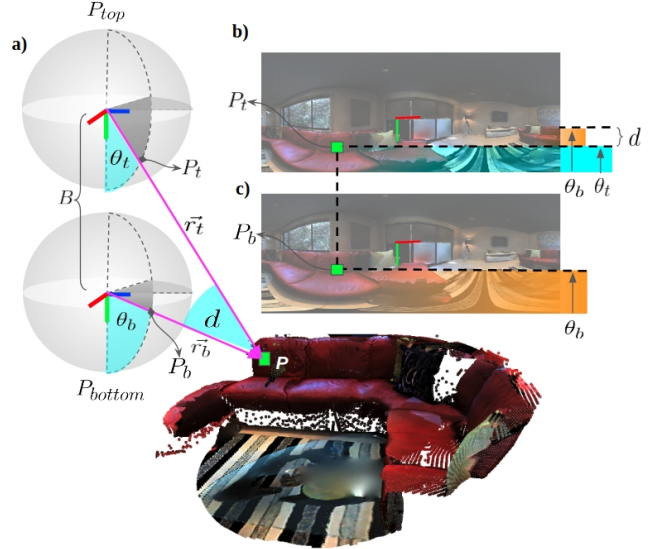 a)
P_top
θ_t
P_t
B
r⃗_t
θ_b
P_b
r⃗_b
d
P_bottom
P
b)
P_t
d
θ_b
θ_t
c)
P_b
θ_b